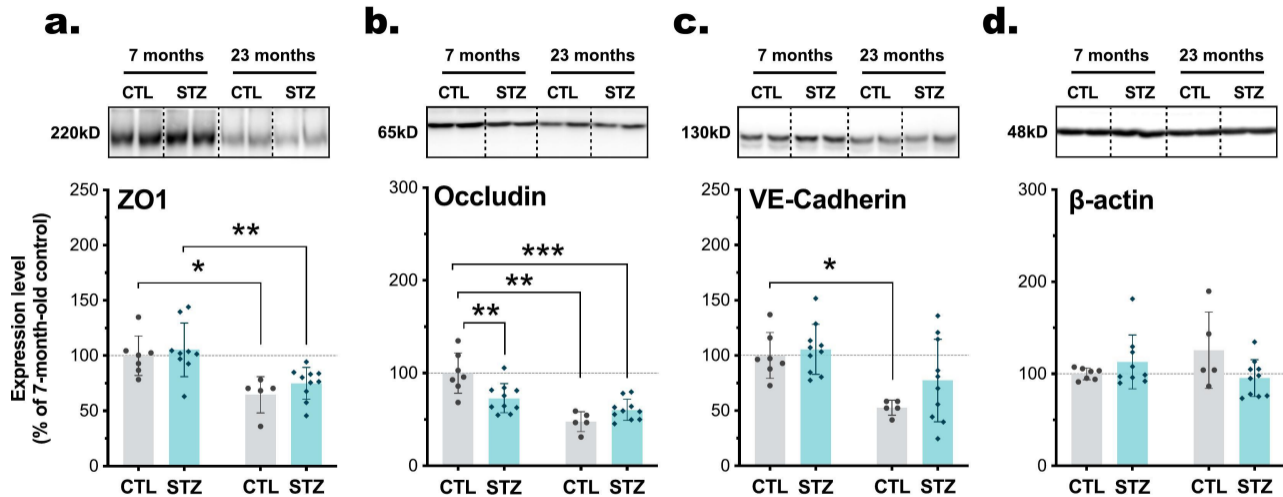 a.
7 months 23 months
CTL STZ CTL STZ
220kD
ZO1
Expression level
(% of 7-month-old control)
250
200
150
100
50
0
**
*
CTL STZ CTL STZ
b.
7 months 23 months
CTL STZ CTL STZ
65kD
Occludin
300
200
100
0
***
**
**
CTL STZ CTL STZ
c.
7 months 23 months
CTL STZ CTL STZ
130kD
VE-Cadherin
250
200
150
100
50
0
*
CTL STZ CTL STZ
d.
7 months 23 months
CTL STZ CTL STZ
48kD
β-actin
300
200
100
0
CTL STZ CTL STZ